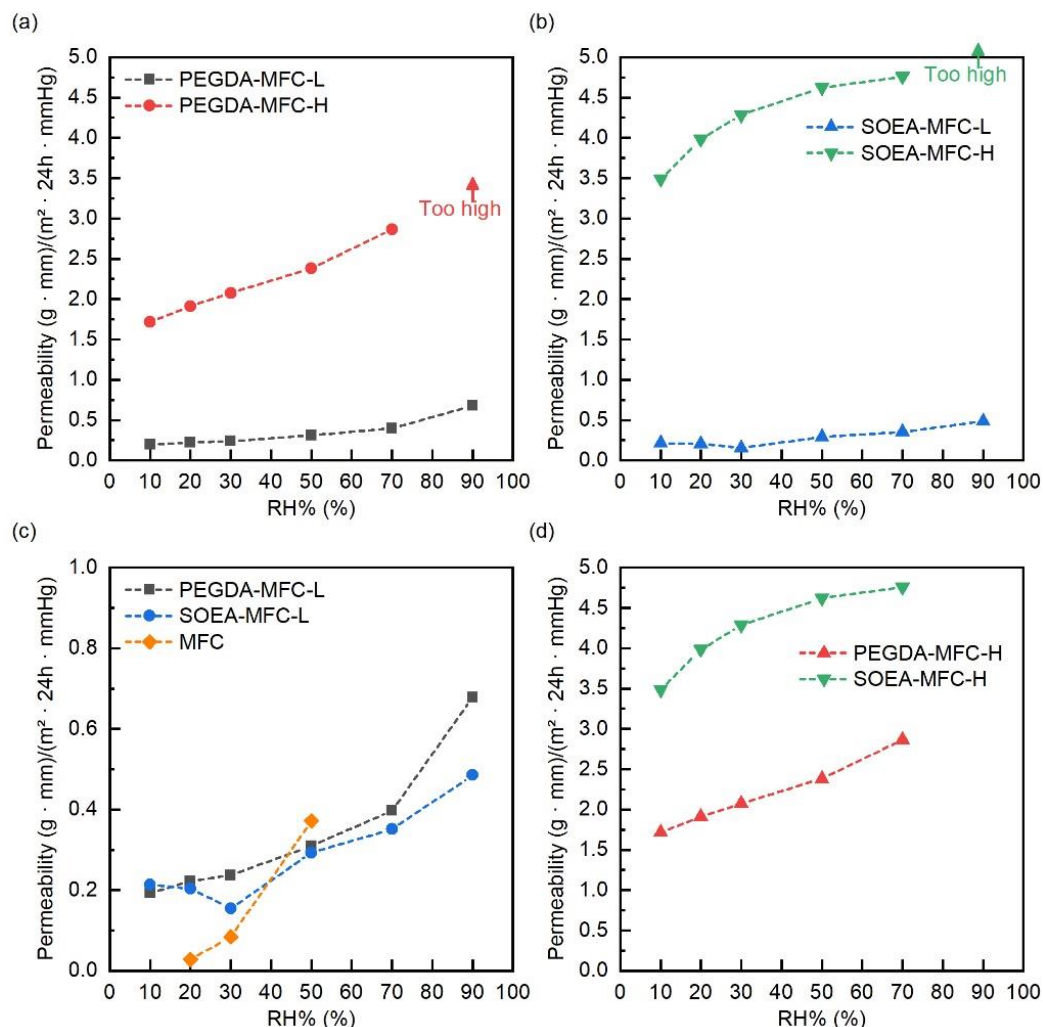 (a)
5.0
4.5
4.0
3.5
3.0
2.5
2.0
1.5
1.0
0.5
0.0
Permeability (g · mm)/(m² · 24h · mmHg)
PEGDA-MFC-L
PEGDA-MFC-H
Too high
0 10 20 30 40 50 60 70 80 90 100
RH% (%)
(b)
5.0
4.5
4.0
3.5
3.0
2.5
2.0
1.5
1.0
0.5
0.0
Permeability (g · mm)/(m² · 24h · mmHg)
Too high
SOEA-MFC-L
SOEA-MFC-H
0 10 20 30 40 50 60 70 80 90 100
RH% (%)
(c)
1.0
0.8
0.6
0.4
0.2
0.0
Permeability (g · mm)/(m² · 24h · mmHg)
PEGDA-MFC-L
SOEA-MFC-L
MFC
0 10 20 30 40 50 60 70 80 90 100
RH% (%)
(d)
5.0
4.5
4.0
3.5
3.0
2.5
2.0
1.5
1.0
0.5
0.0
Permeability (g · mm)/(m² · 24h · mmHg)
PEGDA-MFC-H
SOEA-MFC-H
0 10 20 30 40 50 60 70 80 90 100
RH% (%)